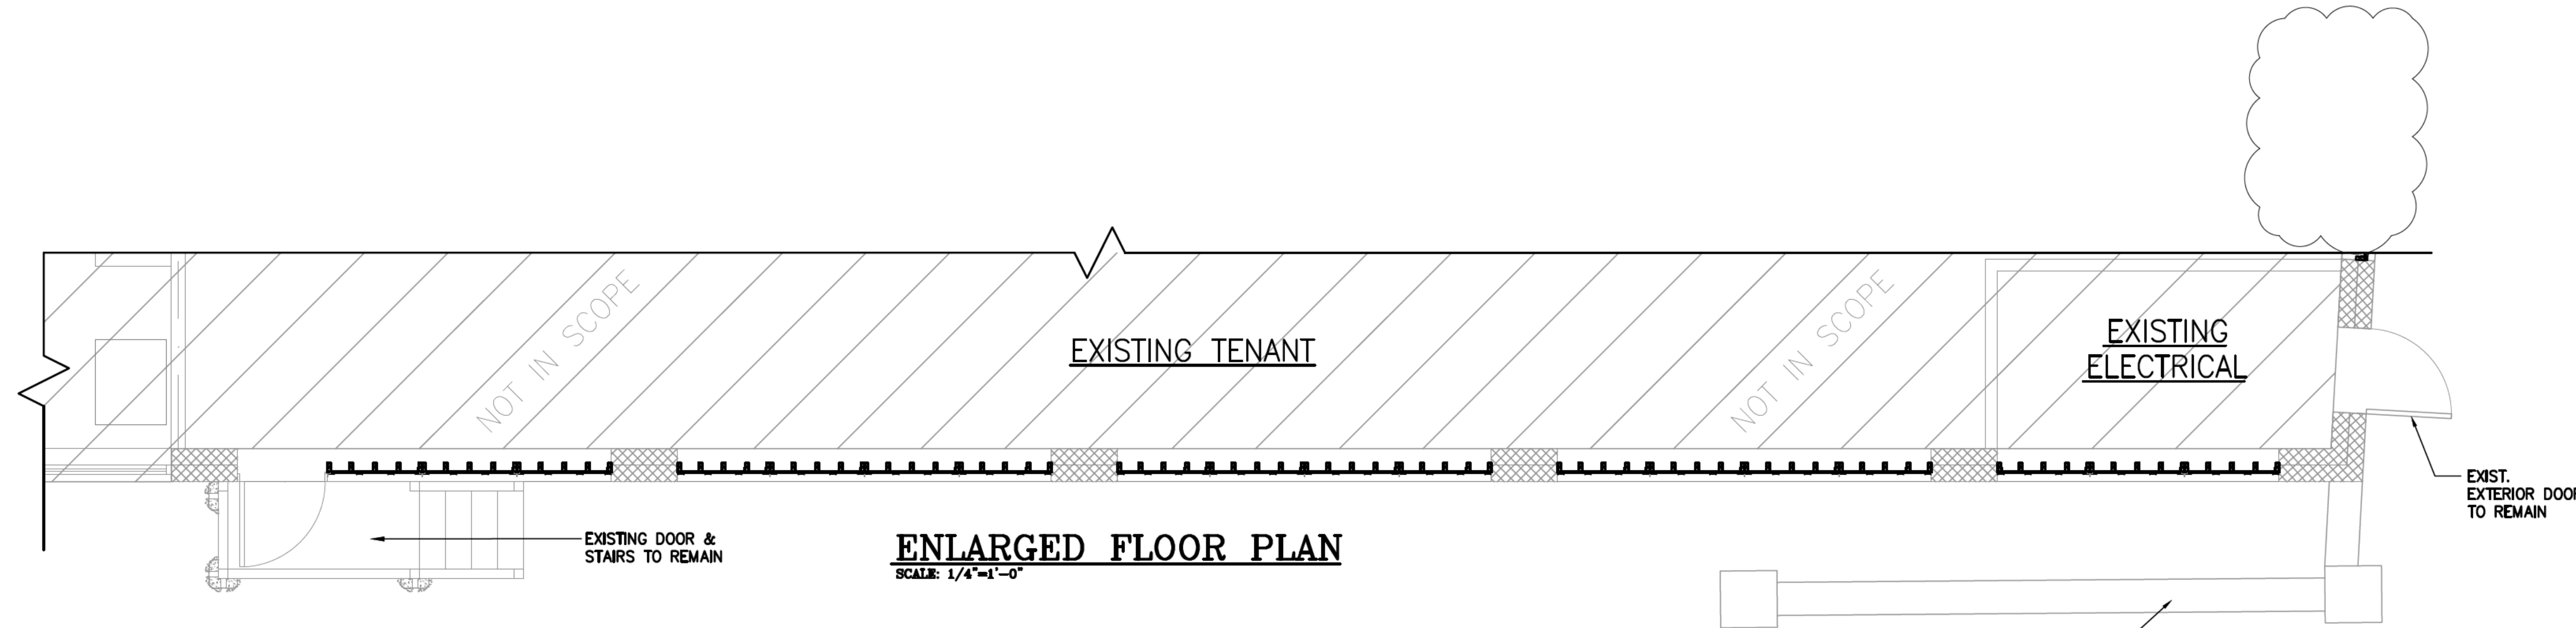 NOT IN SCOPE
EXISTING TENANT
NOT IN SCOPE
EXISTING
ELECTRICAL
EXIST.
EXTERIOR DOOR
TO REMAIN
EXISTING DOOR &
STAIRS TO REMAIN
ENLARGED FLOOR PLAN
SCALE: 1/4"=1'-0"